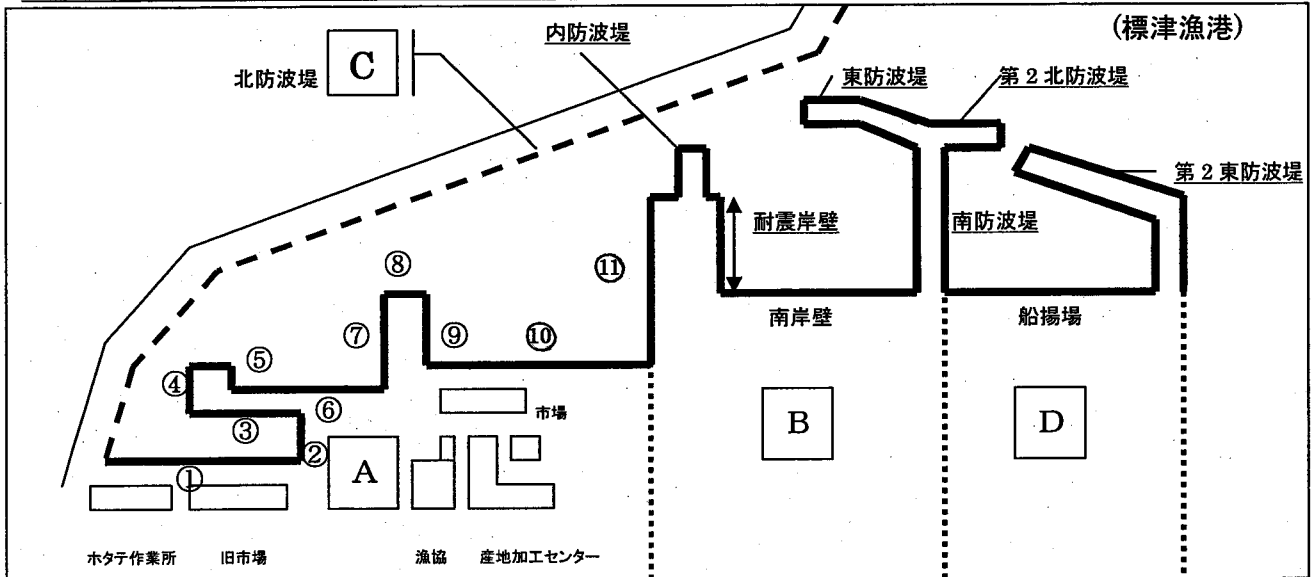 (標津漁港)
北防波堤
C
内防波堤
東防波堤
第2北防波堤
第2東防波堤
耐震岸壁
南防波堤
⑧
⑪
南岸壁
船揚場
⑦
⑨
⑩
⑤
④
⑥
市場
③
②
①
A
B
D
ホタテ作業所
旧市場
漁協
産地加工センター